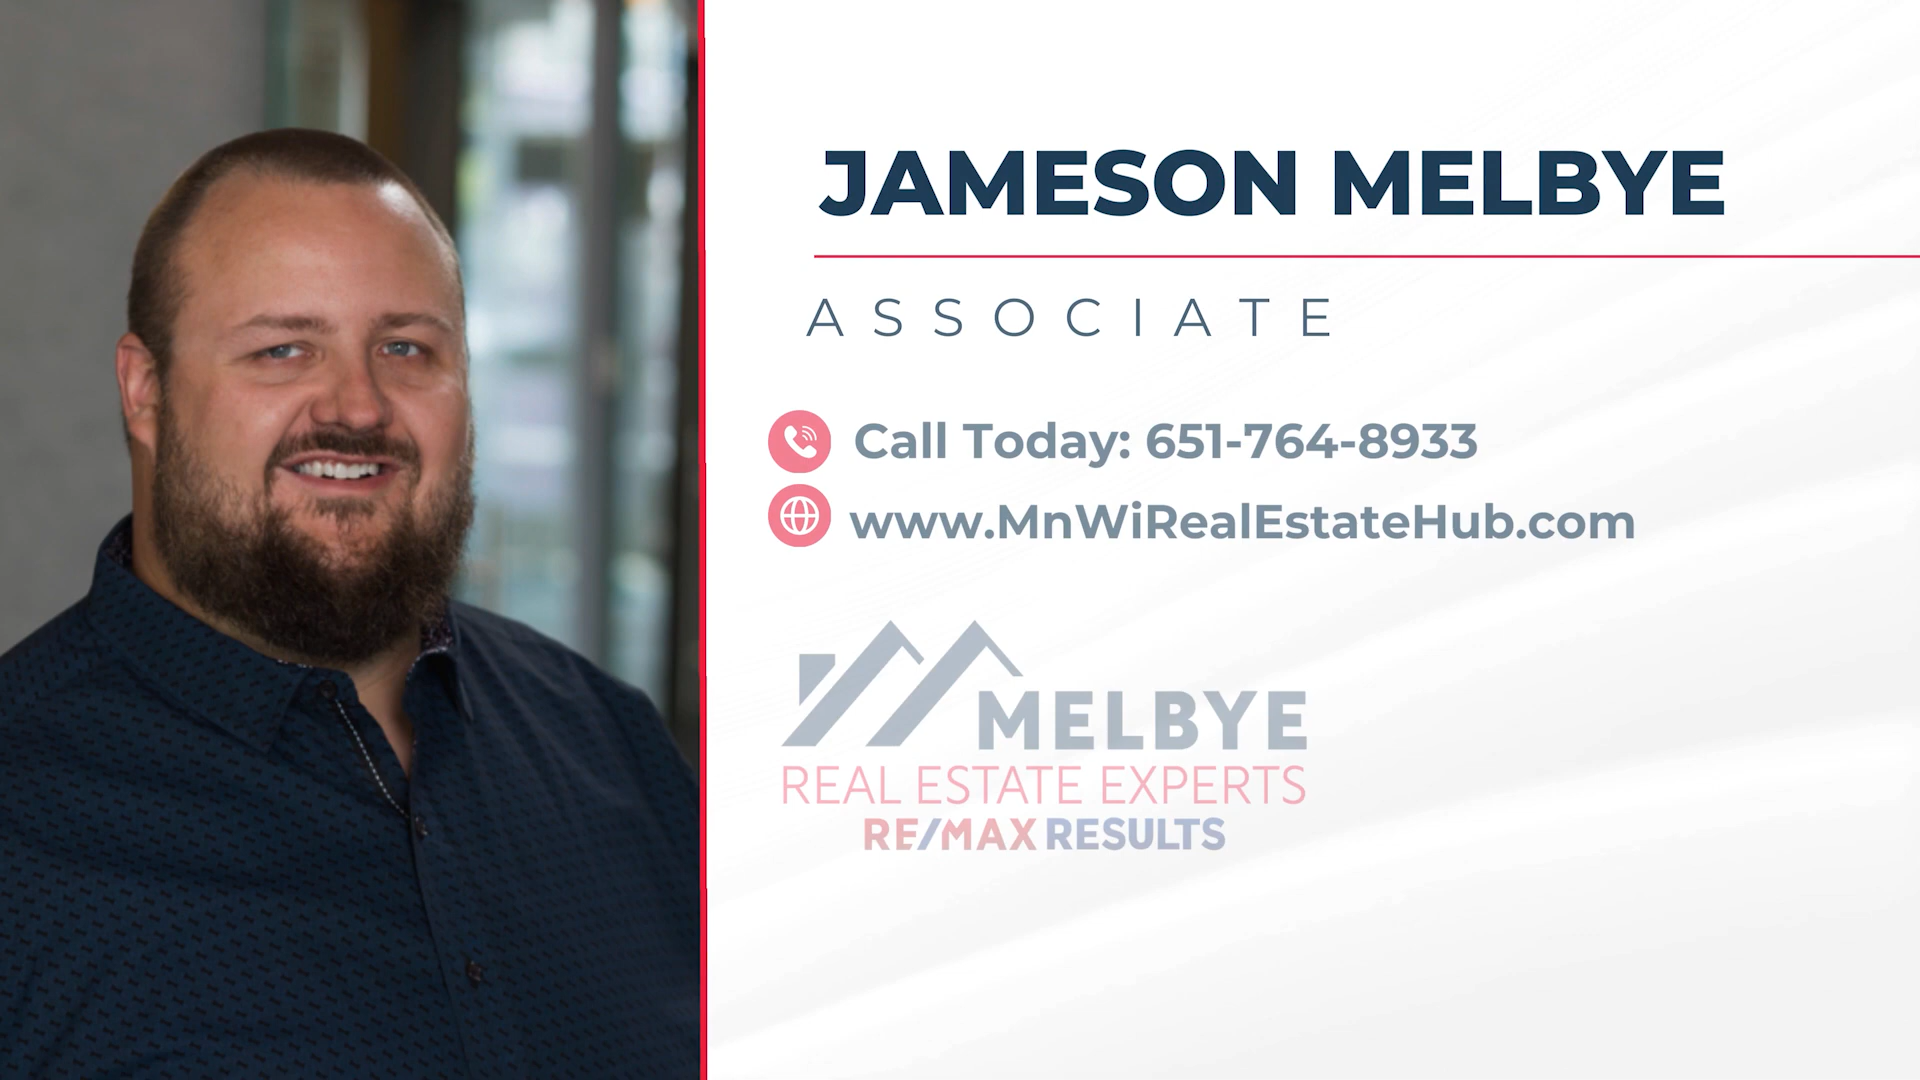 JAMESON MELBYE
ASSOCIATE
Call Today: 651-764-8933
www.MnWiRealEstateHub.com
MELBYE
REAL ESTATE EXPERTS
RE/MAX RESULTS